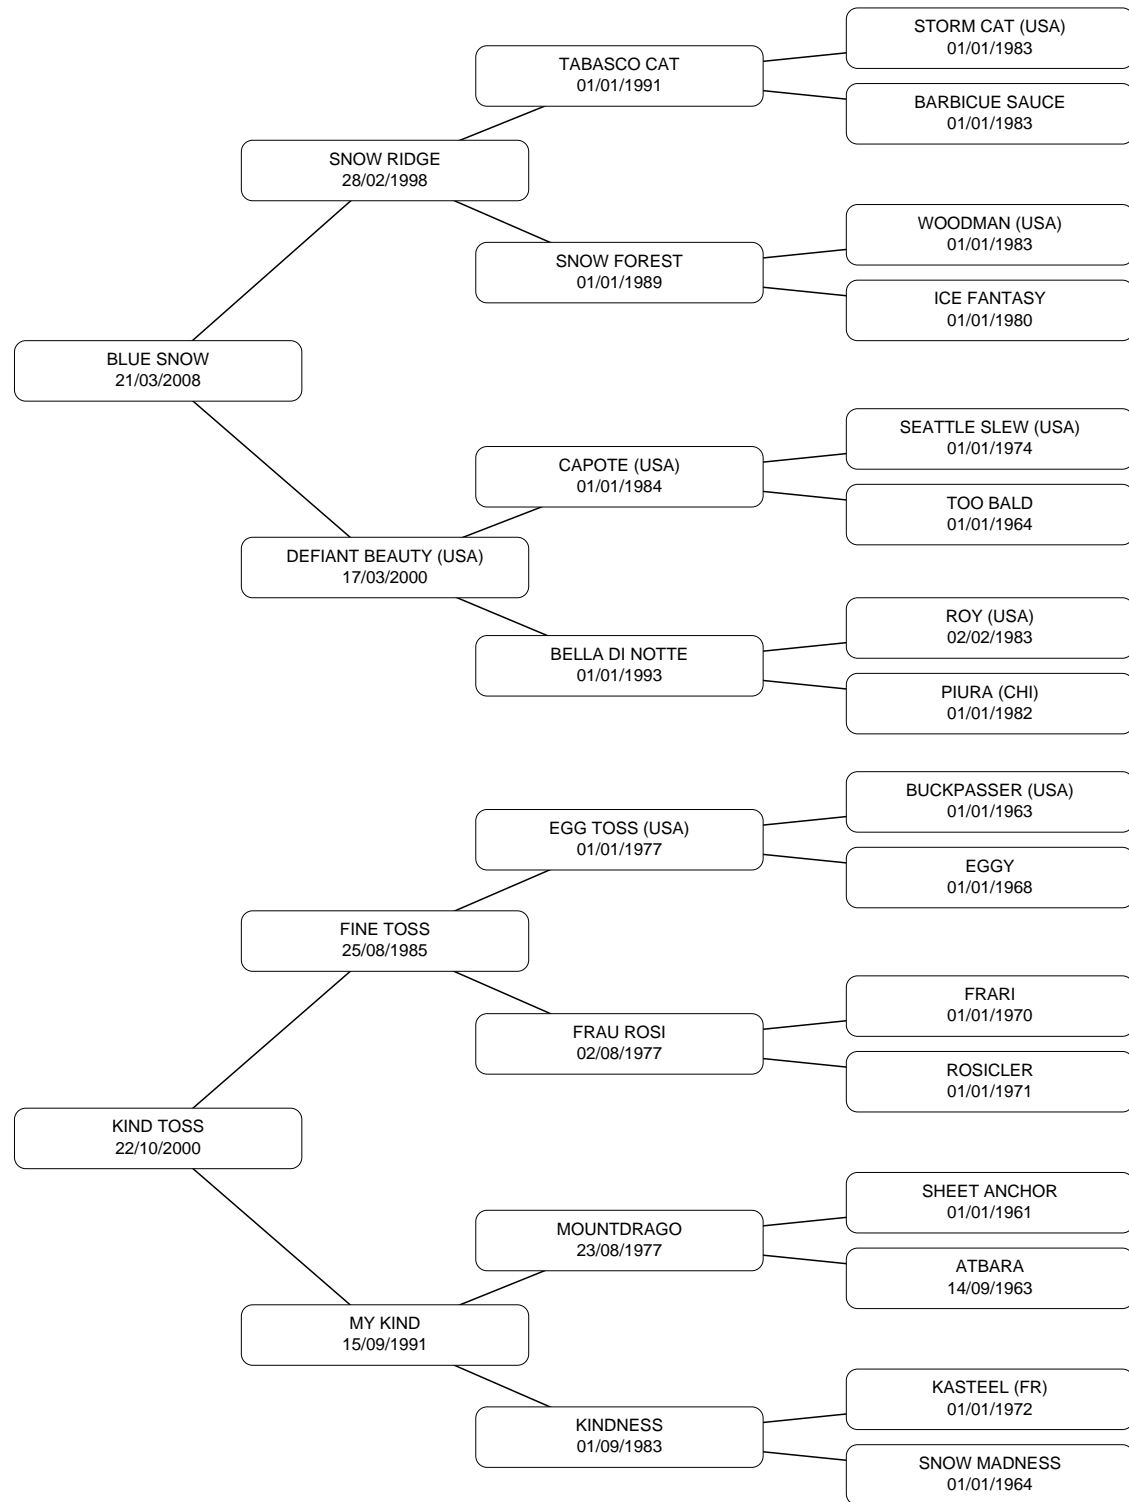 STORM CAT (USA)
01/01/1983
TABASCO CAT
01/01/1991
BARBICUE SAUCE
01/01/1983
SNOW RIDGE
28/02/1998
WOODMAN (USA)
01/01/1983
SNOW FOREST
01/01/1989
ICE FANTASY
01/01/1980
BLUE SNOW
21/03/2008
SEATTLE SLEW (USA)
01/01/1974
CAPOTE (USA)
01/01/1984
TOO BALD
01/01/1964
DEFIANT BEAUTY (USA)
17/03/2000
ROY (USA)
02/02/1983
BELLA DI NOTTE
01/01/1993
PIURA (CHI)
01/01/1982
BUCKPASSER (USA)
01/01/1963
EGG TOSS (USA)
01/01/1977
EGGY
01/01/1968
FINE TOSS
25/08/1985
FRARI
01/01/1970
FRAU ROSI
02/08/1977
ROSICLER
01/01/1971
KIND TOSS
22/10/2000
SHEET ANCHOR
01/01/1961
MOUNTDRAGO
23/08/1977
ATBARA
14/09/1963
MY KIND
15/09/1991
KASTEEL (FR)
01/01/1972
KINDNESS
01/09/1983
SNOW MADNESS
01/01/1964